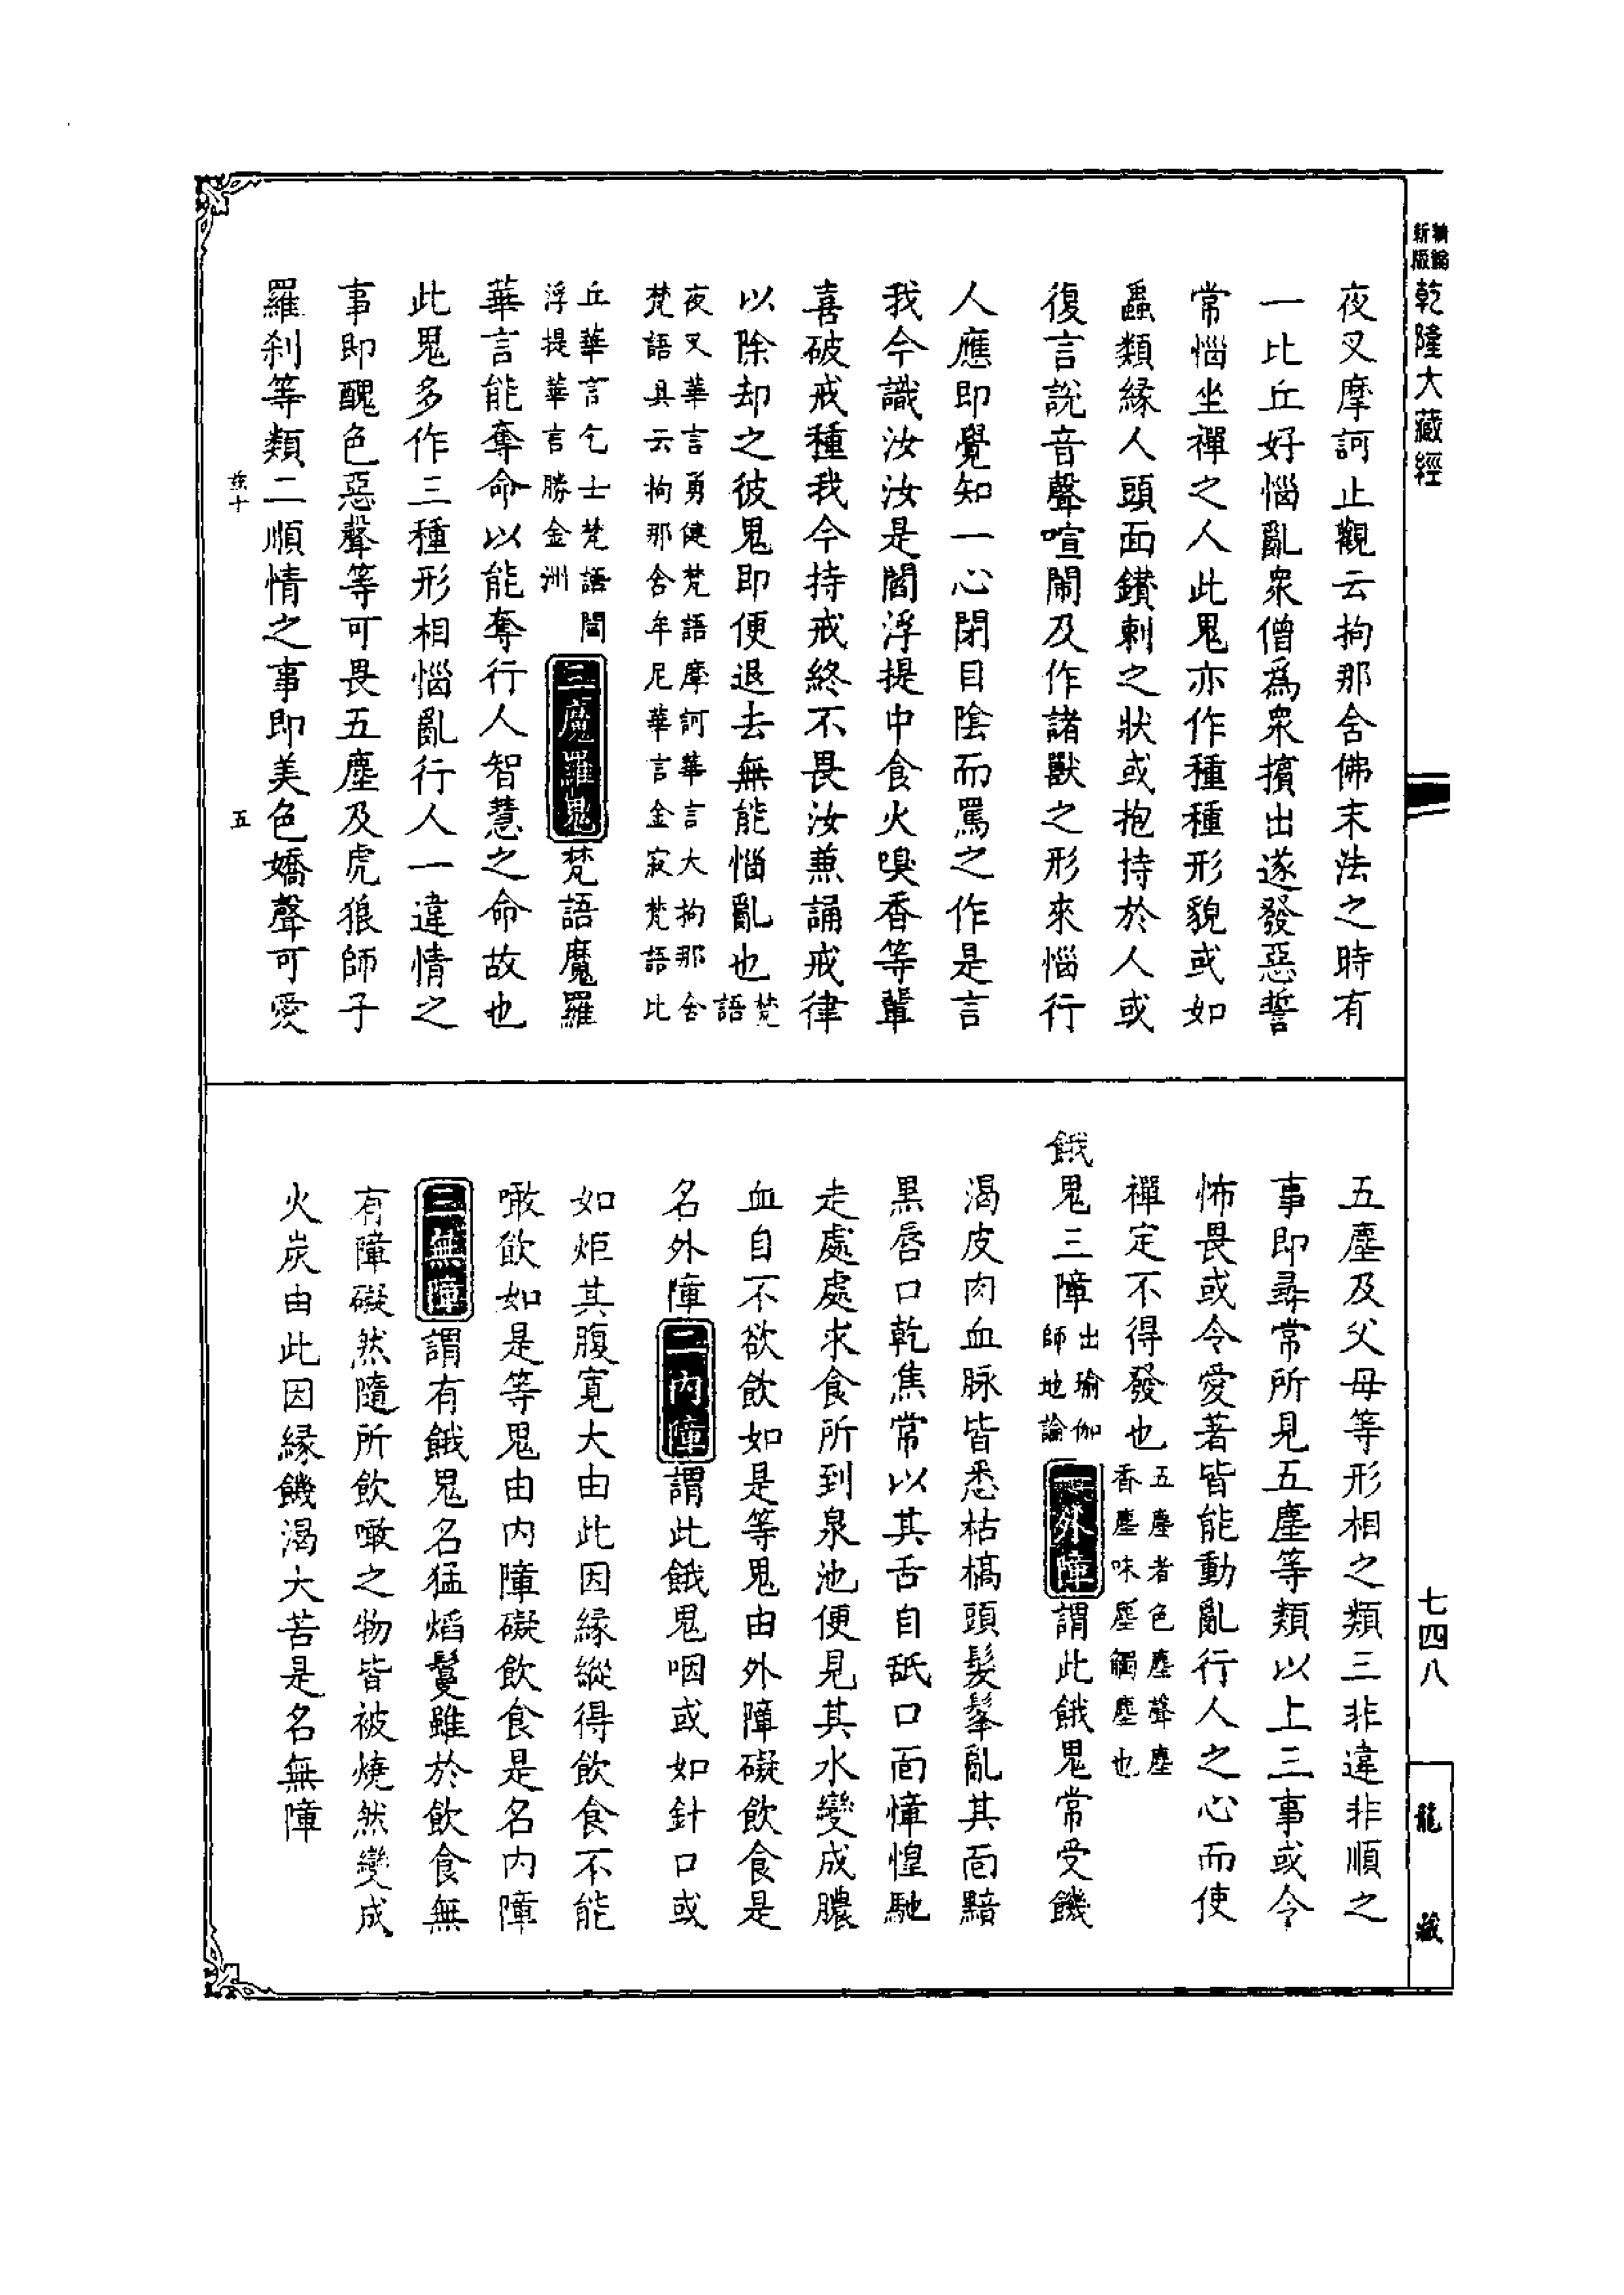 新版
精繪
乾隆大藏經
七四八
龍藏
夜叉摩訶止觀云拘那含佛末法之時有
一比丘好惱亂衆僧爲衆擯出遂發惡誓
常惱坐禪之人此鬼亦作種種形貌或如
蟲類緣人頭面鑚刺之狀或抱持於人或
復言說音聲喧鬧及作諸獸之形來惱行
人應即覺知一心閉目陰而罵之作是言
我今識汝汝是閻浮提中食火嗅香等輩
喜破戒種我今持戒終不畏汝兼誦戒律
以除却之彼鬼即便退去無能惱亂也梵語
夜叉華言勇健梵語摩訶華言大拘那含
梵語具云拘那含牟尼華言金寂梵語比
丘華言乞士梵語閻
浮提華言勝金洲
三魔羅鬼梵語魔羅
華言能奪命以能奪行人智慧之命故也
此鬼多作三種形相惱亂行人一違情之
事即醜色惡聲等可畏五塵及虎狼師子
羅刹等類二順情之事即美色嬌聲可愛
五
五塵及父母等形相之類三非違非順之
事即尋常所見五塵等類以上三事或令
怖畏或令愛著皆能動亂行人之心而使
禪定不得發也五塵者色塵聲塵
香塵味塵觸塵也
餓鬼三障出瑜伽
師地論
一外障謂此餓鬼常受饑
渴皮肉血脉皆悉枯槁頭髮髼亂其面黯
黑唇口乾焦常以其舌自舐口面慞惶馳
走處處求食所到泉池便見其水變成膿
血自不欲飲如是等鬼由外障礙飲食是
名外障二內障謂此餓鬼咽或如針口或
如炬其腹寛大由此因緣縱得飲食不能
噉飲如是等鬼由內障礙飲食是名內障
三無障謂有餓鬼名猛熖鬘雖於飲食無
有障礙然隨所飲噉之物皆被燒然變成
火炭由此因緣饑渴大苦是名無障